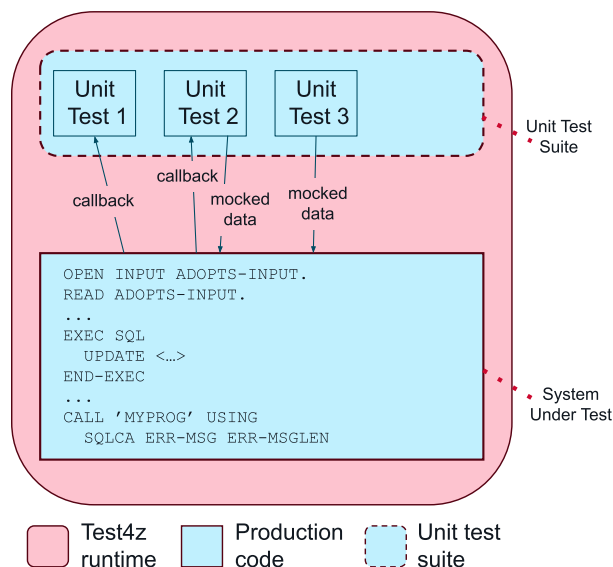 Unit
Test 1
Unit
Test 2
Unit
Test 3
Unit Test
Suite
callback
callback
mocked
data
mocked
data
OPEN INPUT ADOPTS-INPUT.
READ ADOPTS-INPUT.
...
EXEC SQL
UPDATE <…>
END-EXEC
...
CALL ’MYPROG’ USING
SQLCA ERR-MSG ERR-MSGLEN
System
Under Test
Test4z
runtime
Production
code
Unit test
suite